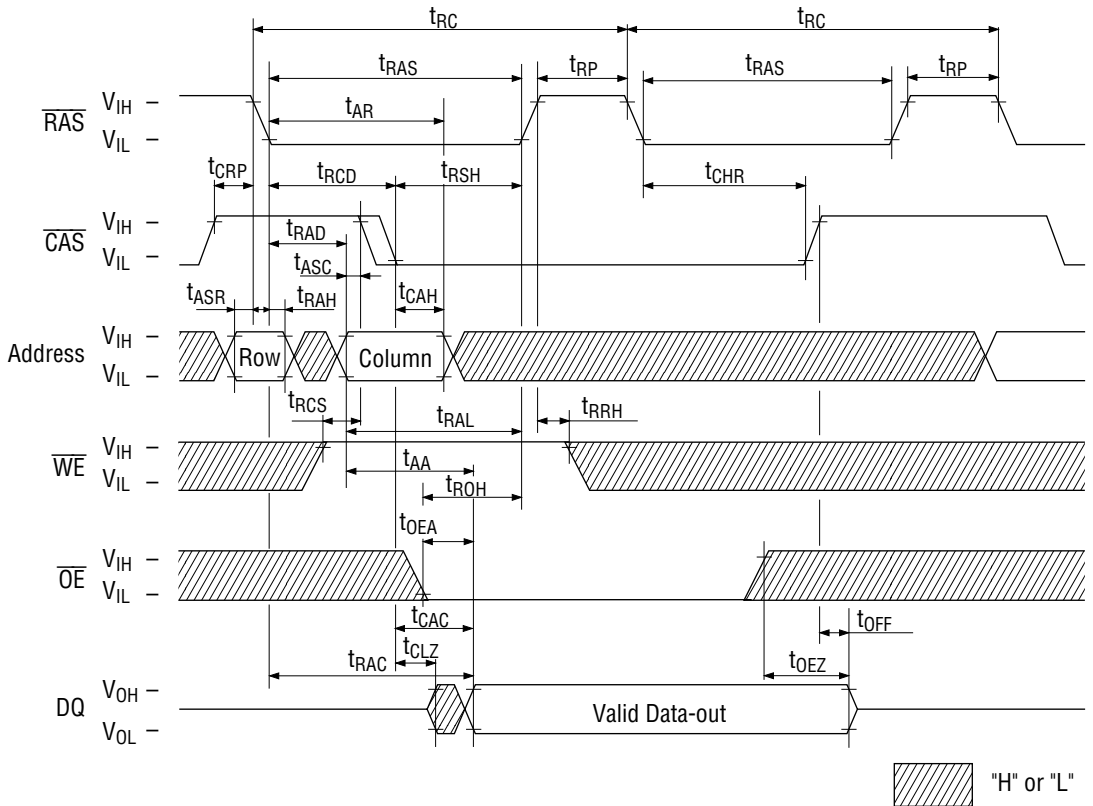 tRC tRC
tRAS tRP tRAS tRP
RAS VIH
VIL
tAR
tCRP tRCD tRSH tCHR
CAS VIH
VIL
tRAD
tASC
tASR tRAH tCAH
Address VIH
VIL
Row Column
tRCS tRAL tRRH
WE VIH
VIL
tAA
tROH
tOEA
OE VIH
VIL
tCAC tOFF
tCLZ
tRAC tOEZ
DQ VOH
VOL
Valid Data-out
"H" or "L"